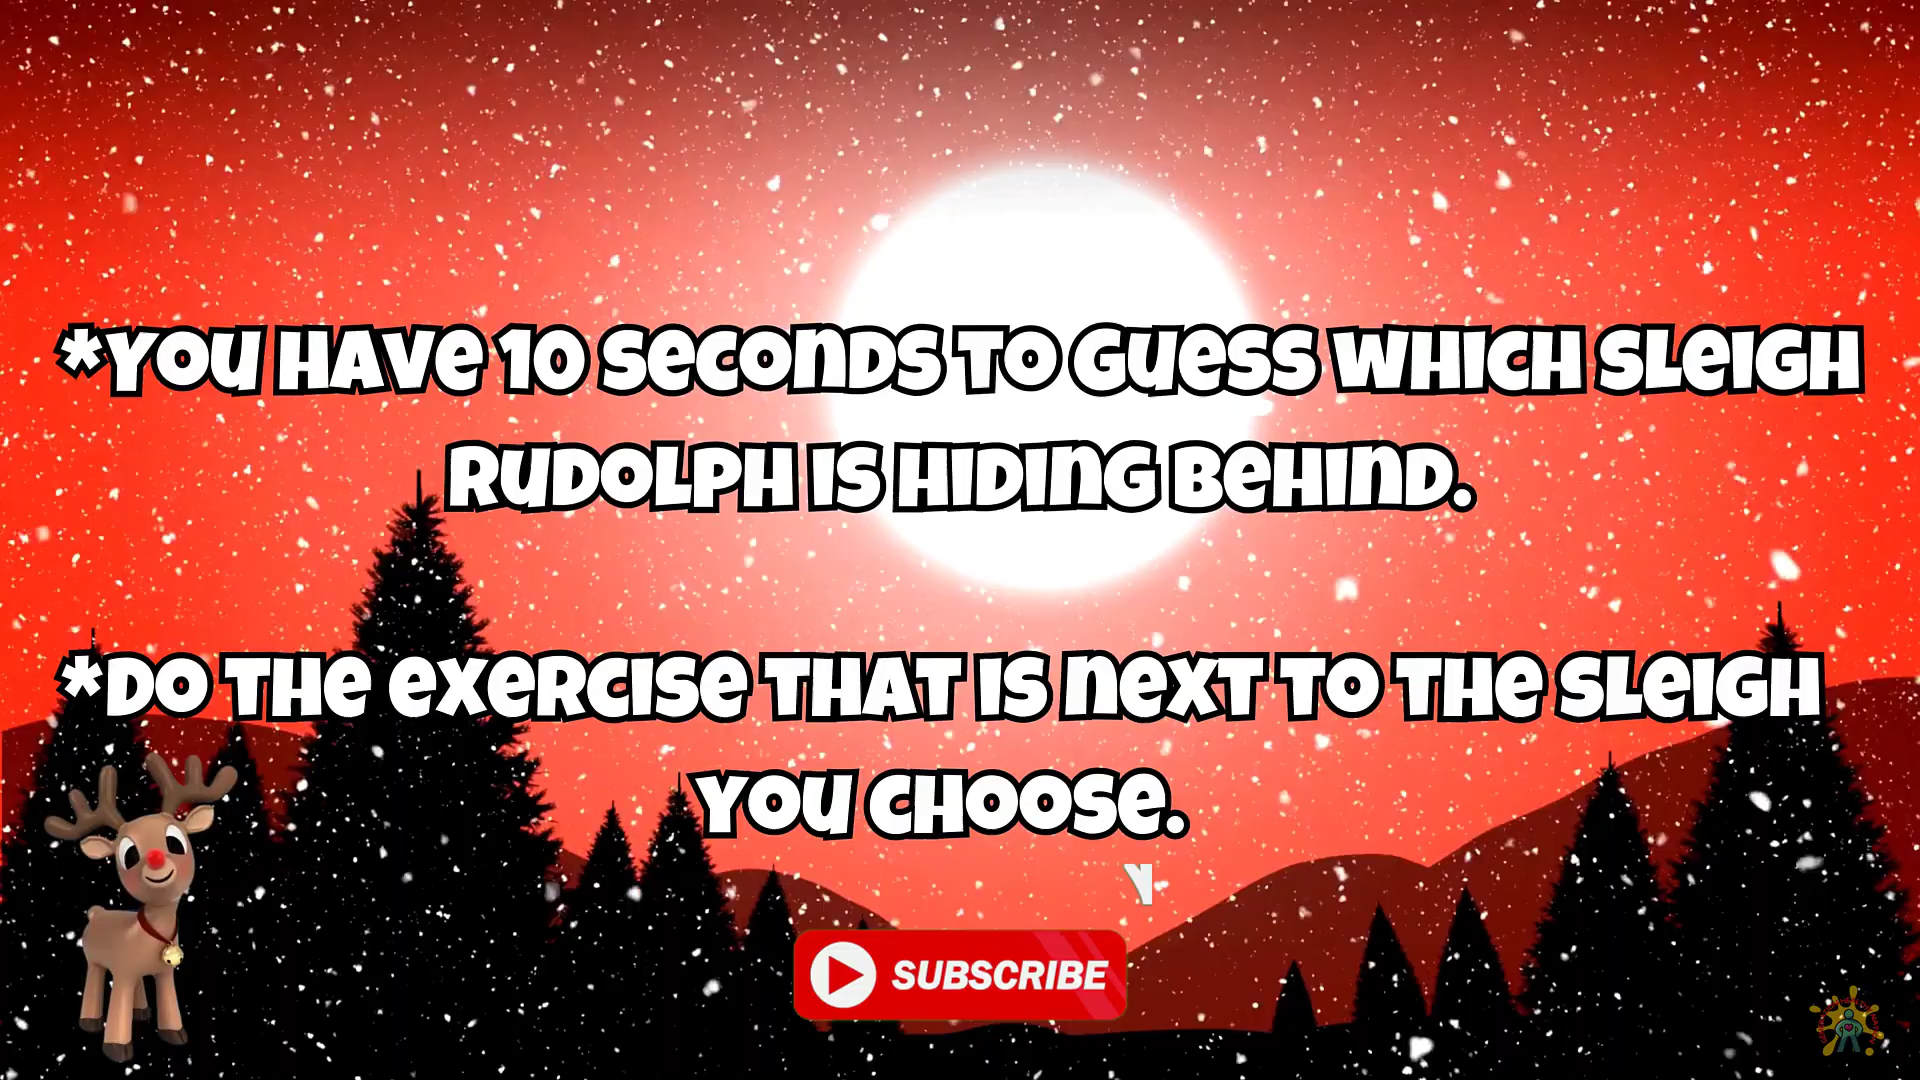 *You have 10 seconds to guess which sleigh
Rudolph is hiding behind.
*Do the exercise that is next to the sleigh
you choose.
SUBSCRIBE